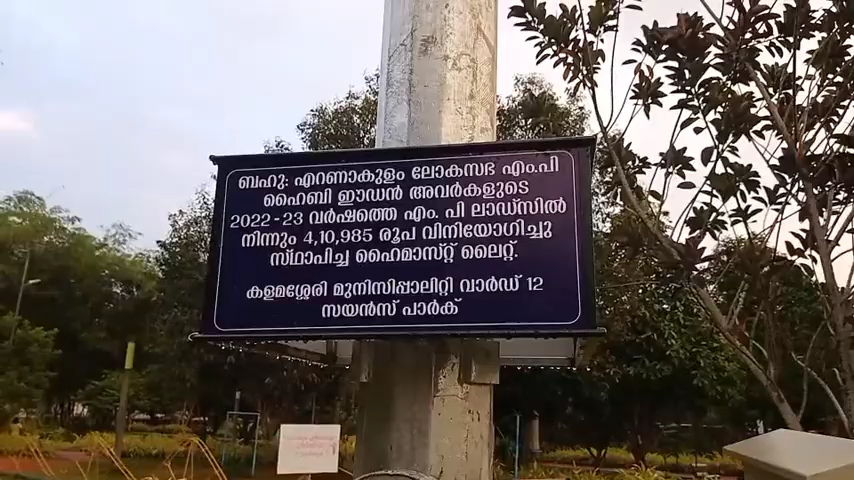 ബഹു: എറണാകുളം ലോകസഭ എം.പി
ഹൈബി ഈഡൻ അവർകളുടെ
2022-23 വർഷത്തെ എം. പി ലാഡ്സിൽ
നിന്നും 4,10,985 രൂപ വിനിയോഗിച്ച്
സ്ഥാപിച്ച ഹൈമാസ്റ്റ് ലൈറ്റ്.
കളമശ്ശേരി മുനിസിപ്പാലിറ്റി വാർഡ് 12
സയൻസ് പാർക്ക്